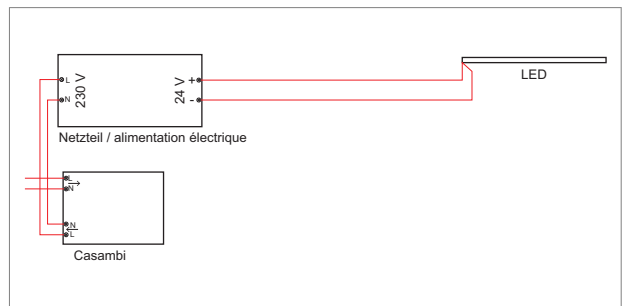 L
N
230 V
24 V
+
-
LED
Netzteil / alimentation électrique
L
N
N
L
Casambi